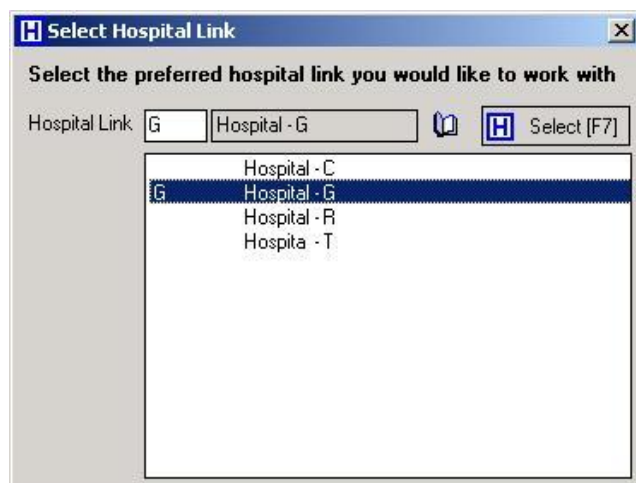 H Select Hospital Link
Select the preferred hospital link you would like to work with
Hospital Link G Hospital - G H Select [F7]
Hospital - C
G Hospital - G
Hospital - R
Hospita - T